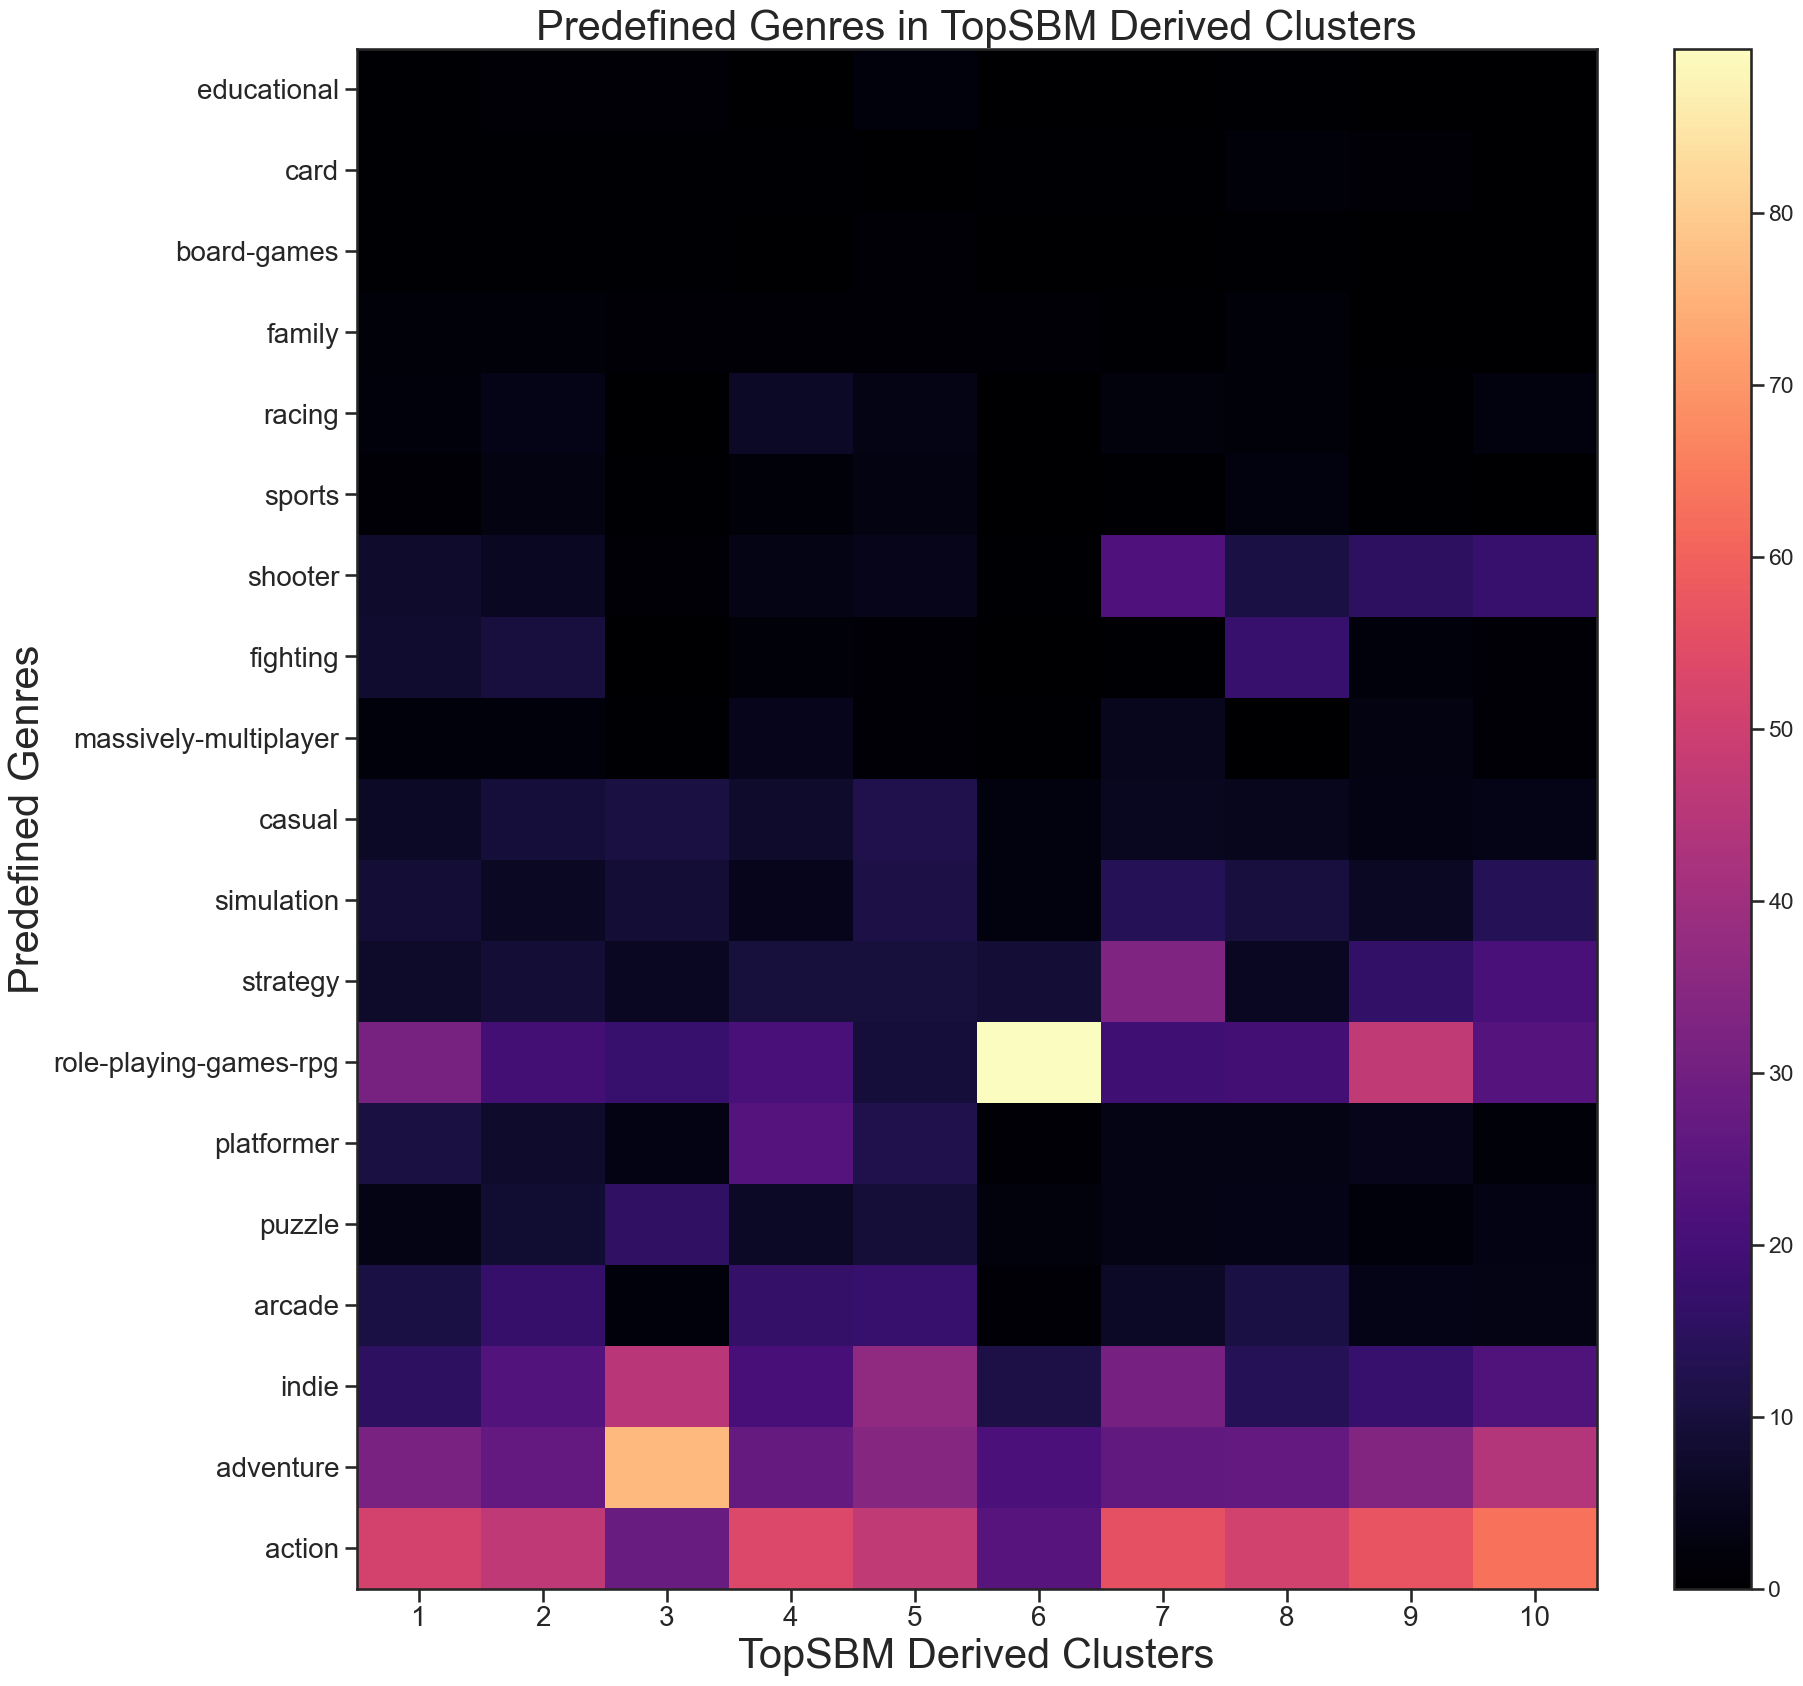 Predefined Genres in TopSBM Derived Clusters
educational
card
board-games
family
racing
sports
shooter
fighting
massively-multiplayer
casual
simulation
strategy
role-playing-games-rpg
platformer
puzzle
arcade
indie
adventure
action
Predefined Genres
1 2 3 4 5 6 7 8 9 10
TopSBM Derived Clusters
80
70
60
50
40
30
20
10
0